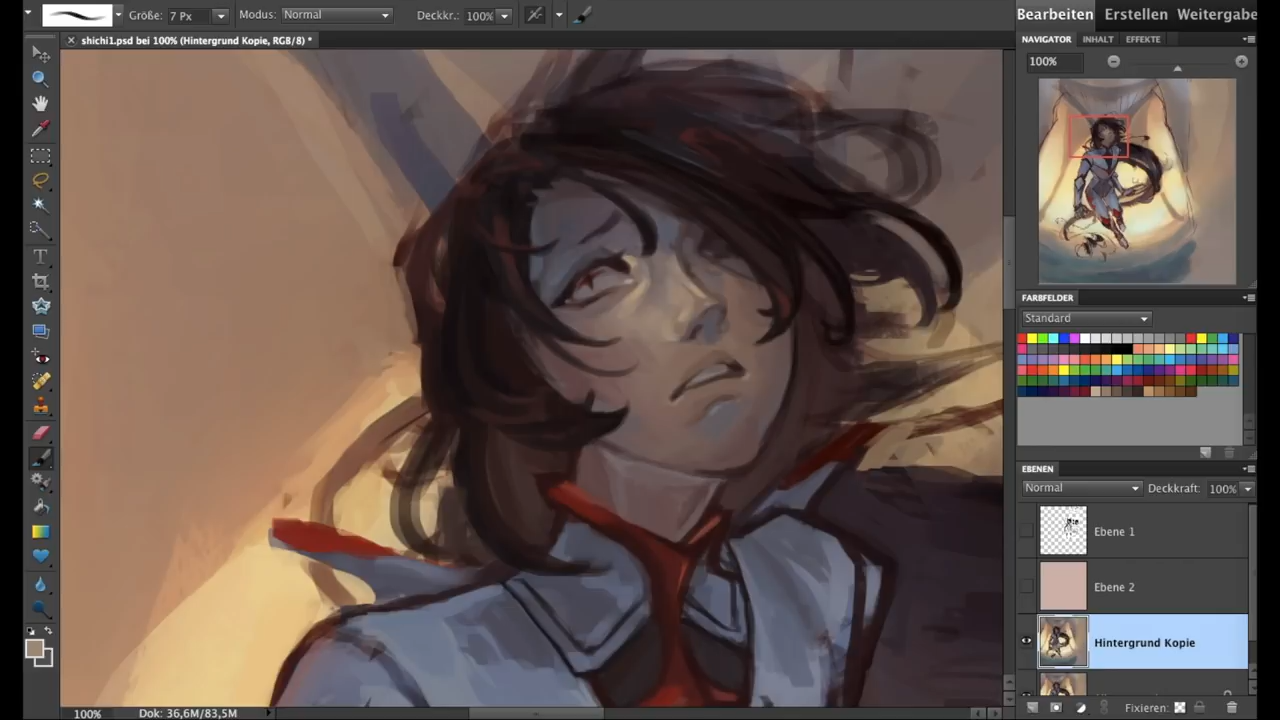 Größe: 7 Px Modus: Normal Deckkr.: 100%
Bearbeiten Erstellen Weitergabe
shichi1.psd bei 100% (Hintergrund Kopie, RGB/8) *
NAVIGATOR INHALT EFFEKTE
100%
FARBFELDER
Standard
EBENEN
Normal Deckkraft: 100%
Ebene 1
Ebene 2
Hintergrund Kopie
Fixieren:
100% Dok: 36,6M/83,5M